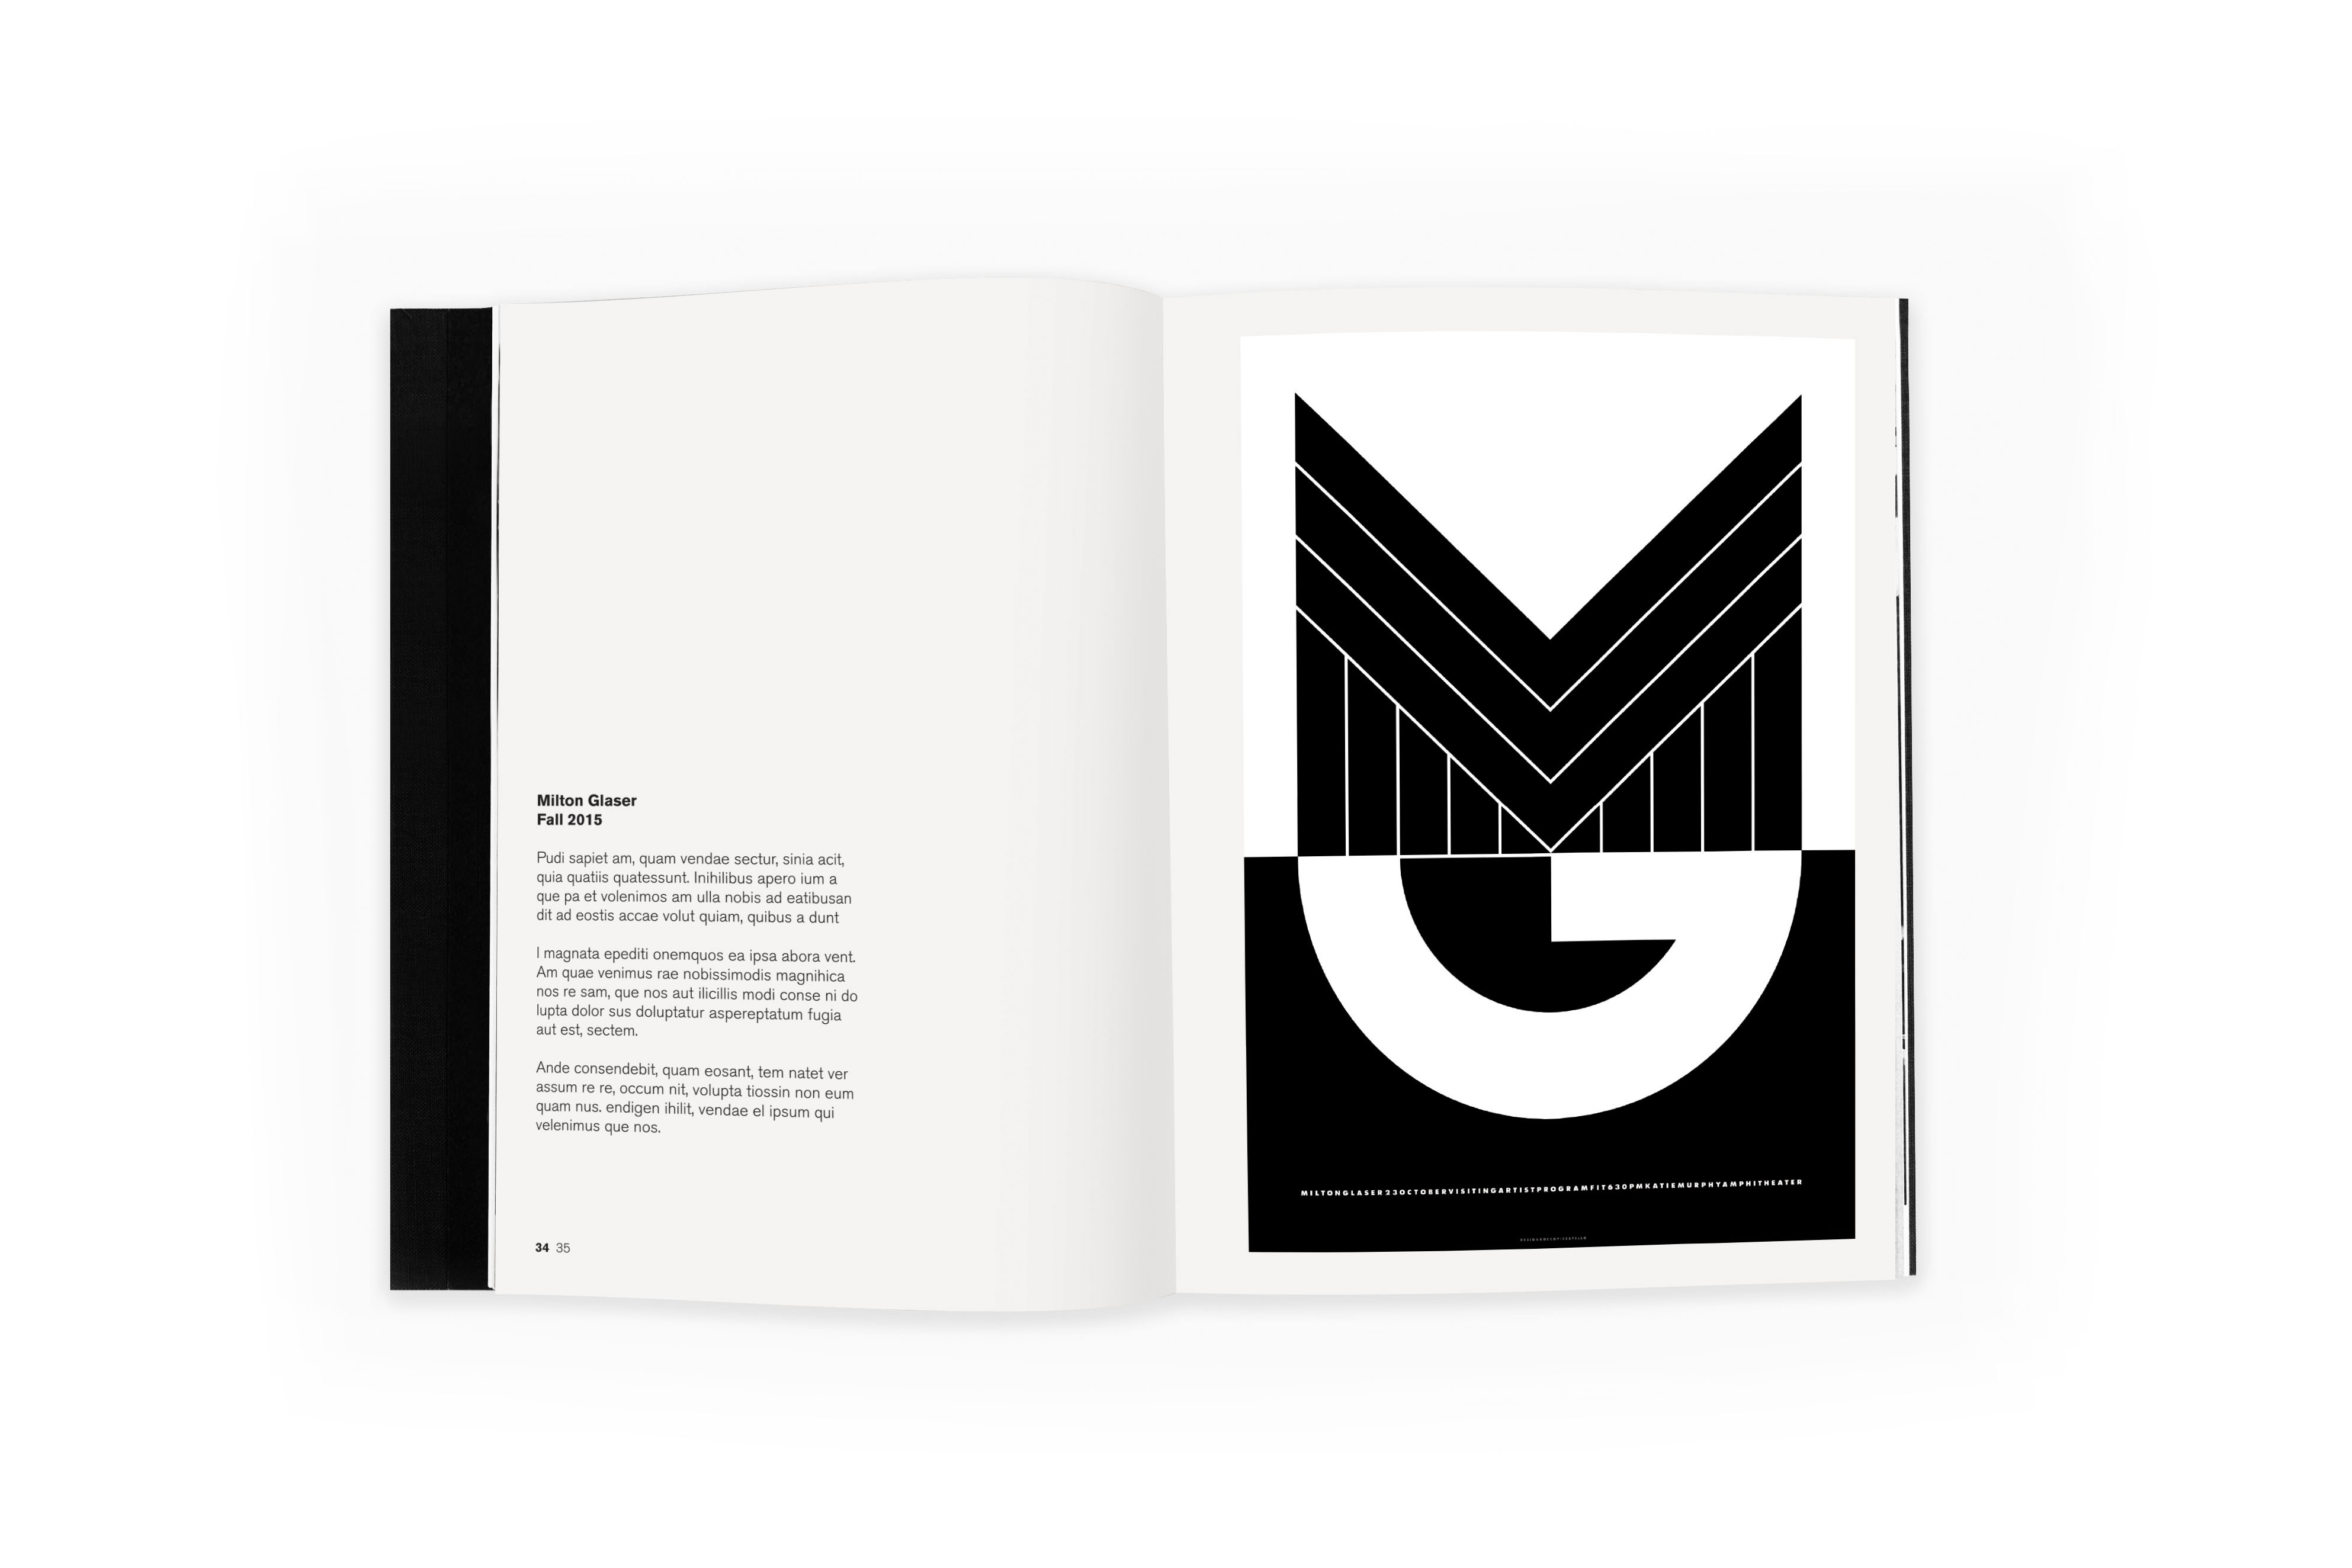 Milton Glaser
Fall 2015
Pudi sapiet am, quam vendae sectur, sinia acit,
quia quatiis quatessunt. Inihilibus apero ium a
que pa et volenimos am ulla nobis ad eatibusan
dit ad eostis accae volut quiam, quibus a dunt
I magnata epediti onemquos ea ipsa abora vent.
Am quae venimus rae nobissimodis magnihica
nos re sam, que nos aut ilicillis modi conse ni do
lupta dolor sus doluptatur aspereptatum fugia
aut est, sectem.
Ande consendebit, quam eosant, tem natet ver
assum re re, occum nit, volupta tiossin non eum
quam nus. endigen ihilit, vendae el ipsum qui
velenimus que nos.
34 35
M
G
MILTONGLASER23OCTOBERVISITINGARTISTPROGRAMFIT630PMKATIEMURPHYAMPHITHEATER